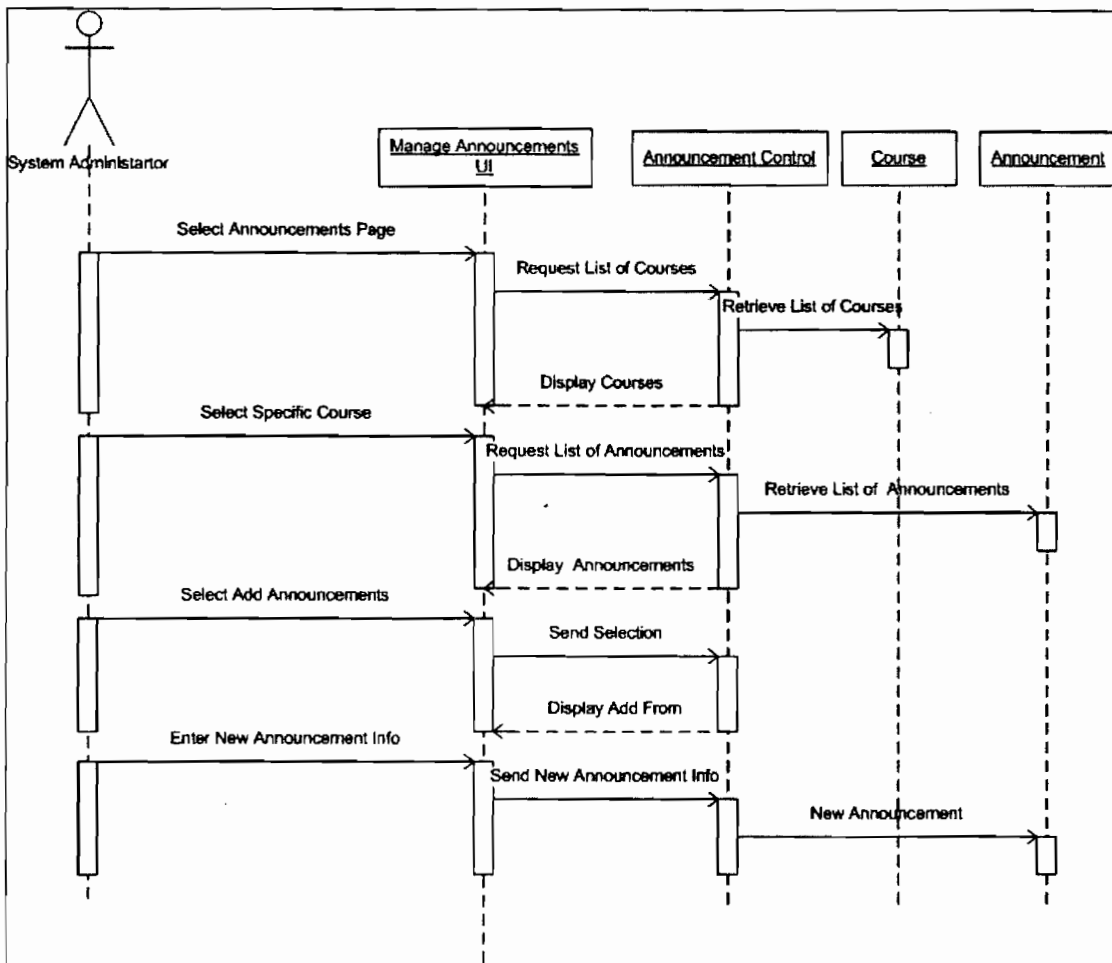 System Administartor
Manage Announcements
UI
Announcement Control
Course
Announcement
Select Announcements Page
Request List of Courses
Retrieve List of Courses
Display Courses
Select Specific Course
Request List of Announcements
Retrieve List of Announcements
Display Announcements
Select Add Announcements
Send Selection
Display Add From
Enter New Announcement Info
Send New Announcement Info
New Announcement